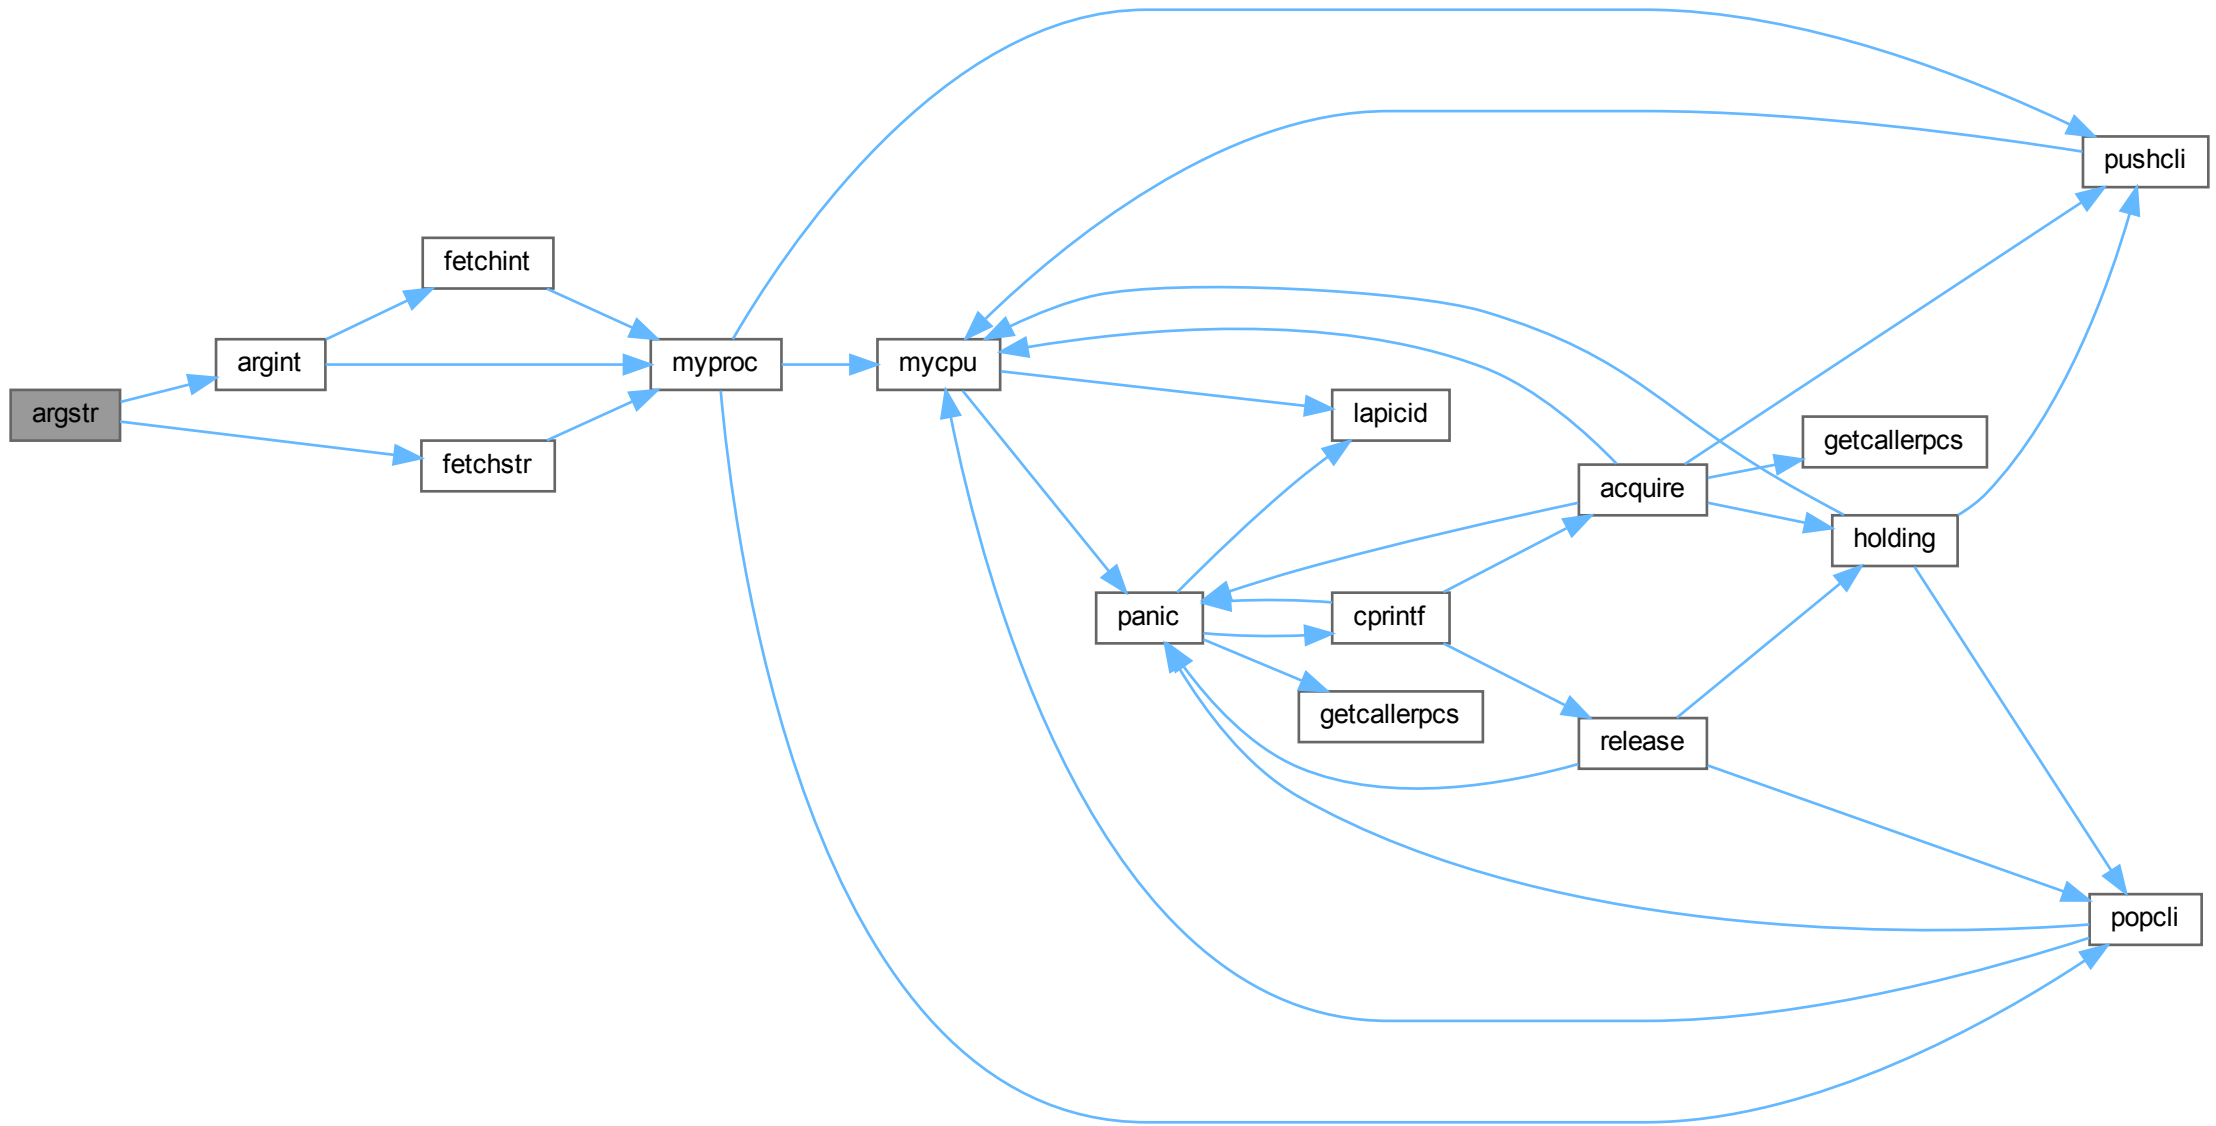 argstr
argint
fetchint
fetchstr
myproc
mycpu
lapicid
panic
cprintf
getcallerpcs
acquire
release
getcallerpcs
holding
pushcli
popcli